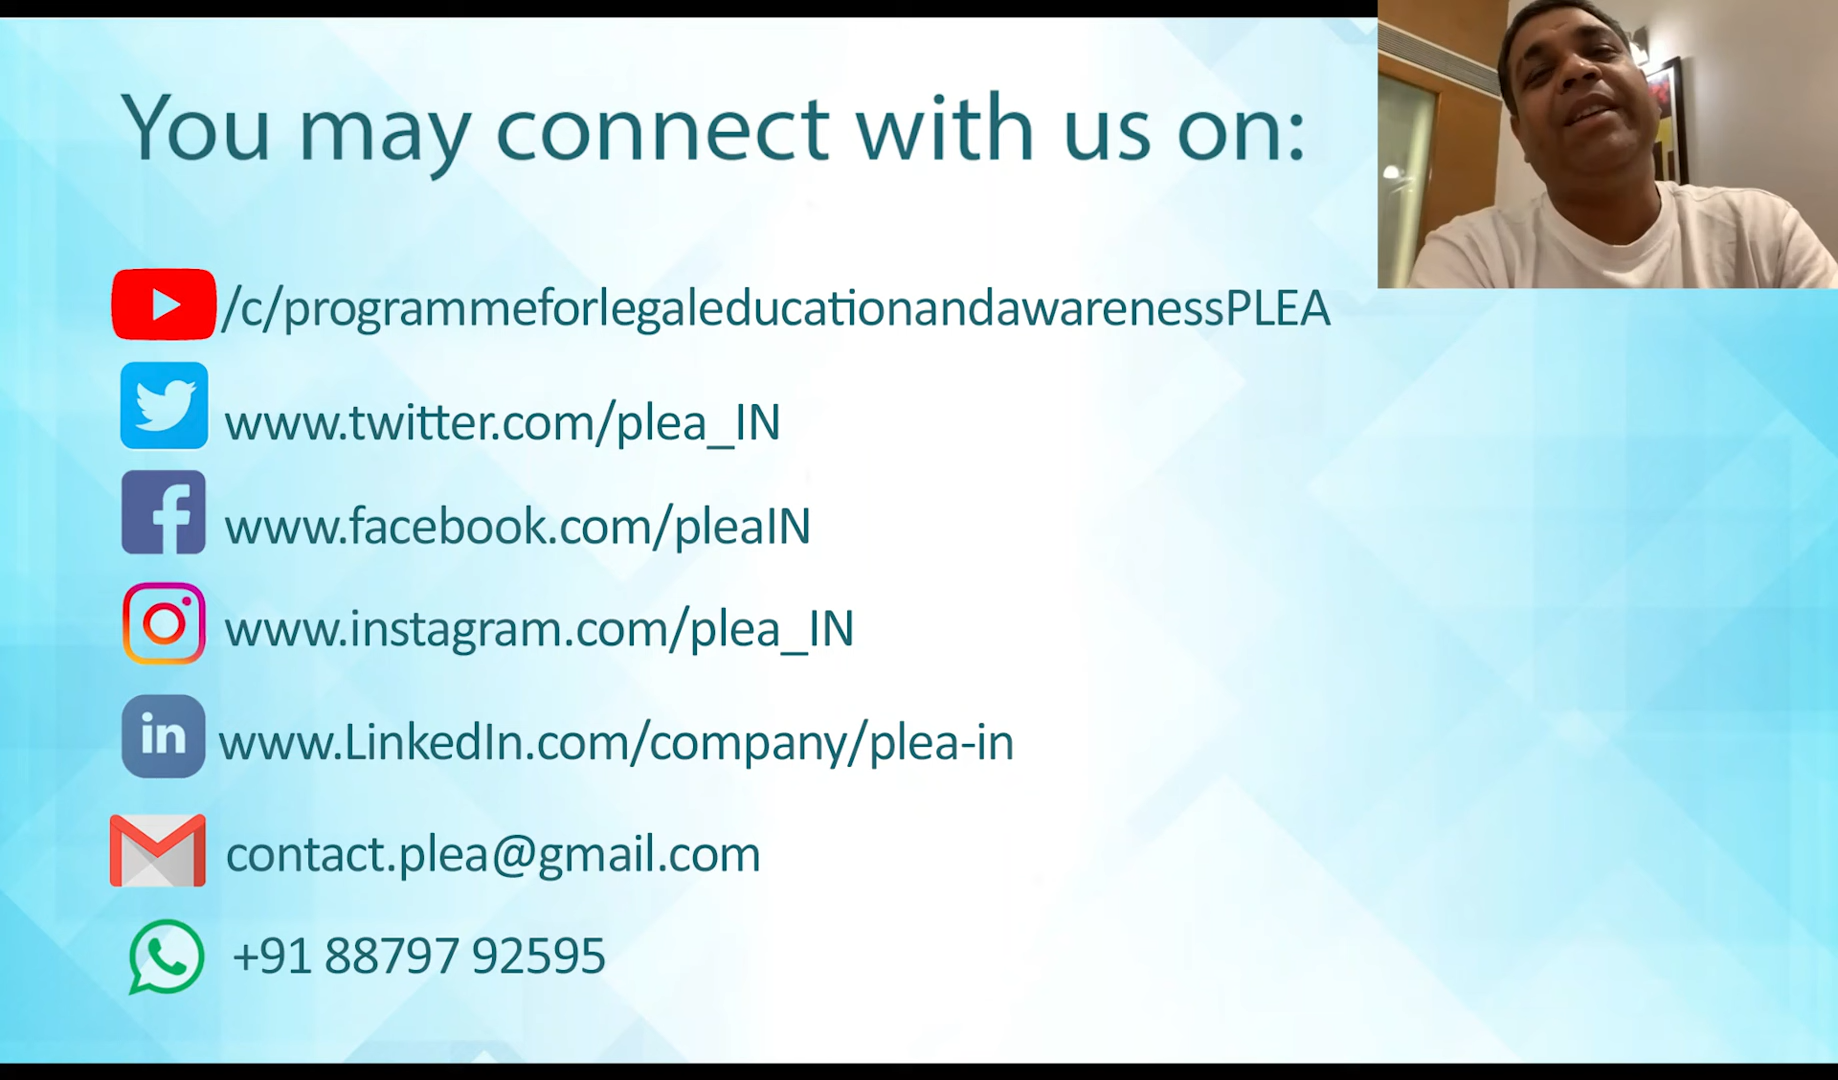 You may connect with us on:
/c/programmeforlegaleducationandawarenessPLEA
www.twitter.com/plea_IN
www.facebook.com/pleaIN
www.instagram.com/plea_IN
in www.LinkedIn.com/company/plea-in
contact.plea@gmail.com
+91 88797 92595